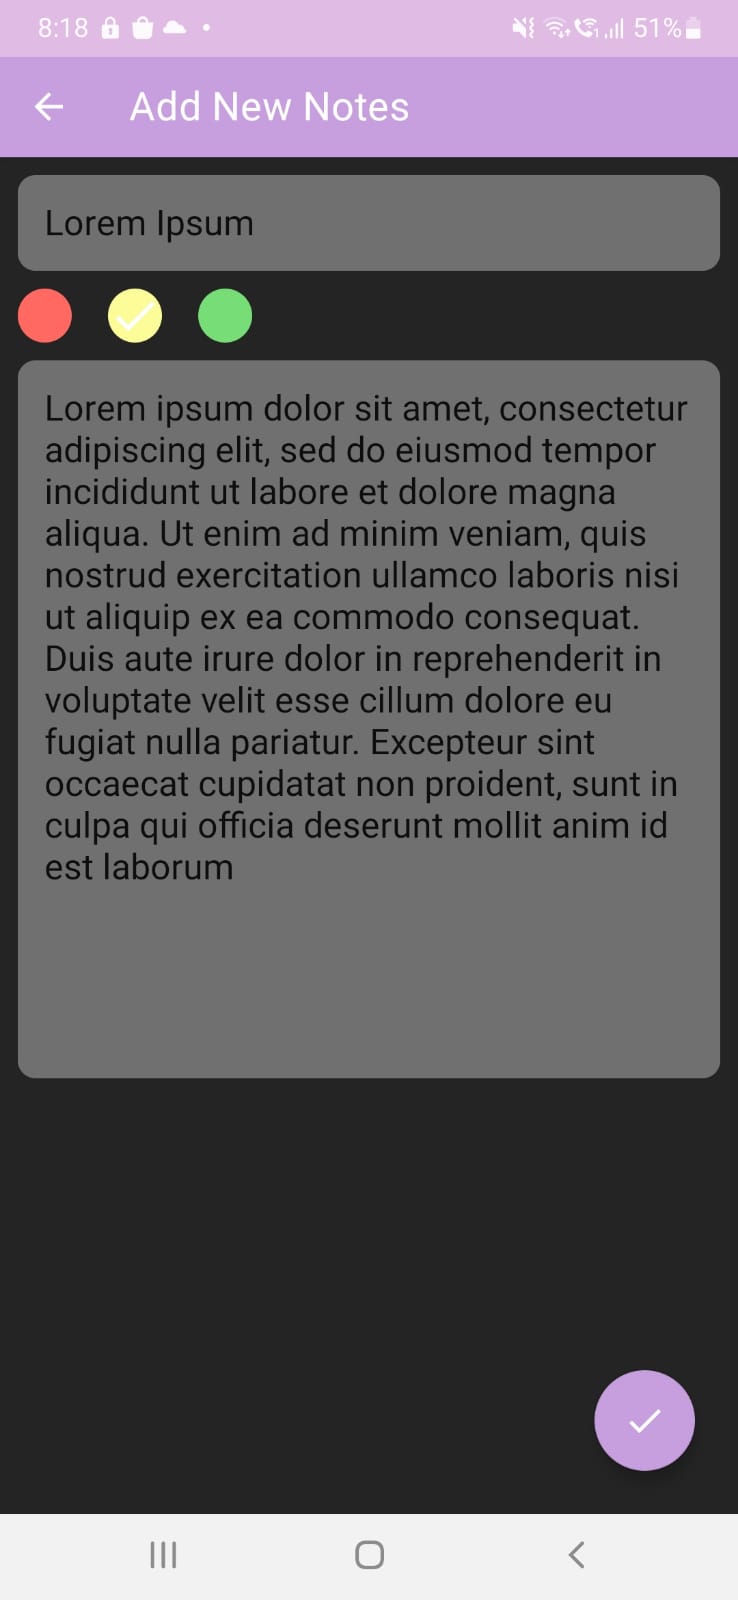 8:18 51%
Add New Notes
Lorem Ipsum
Lorem ipsum dolor sit amet, consectetur
adipiscing elit, sed do eiusmod tempor
incididunt ut labore et dolore magna
aliqua. Ut enim ad minim veniam, quis
nostrud exercitation ullamco laboris nisi
ut aliquip ex ea commodo consequat.
Duis aute irure dolor in reprehenderit in
voluptate velit esse cillum dolore eu
fugiat nulla pariatur. Excepteur sint
occaecat cupidatat non proident, sunt in
culpa qui officia deserunt mollit anim id
est laborum